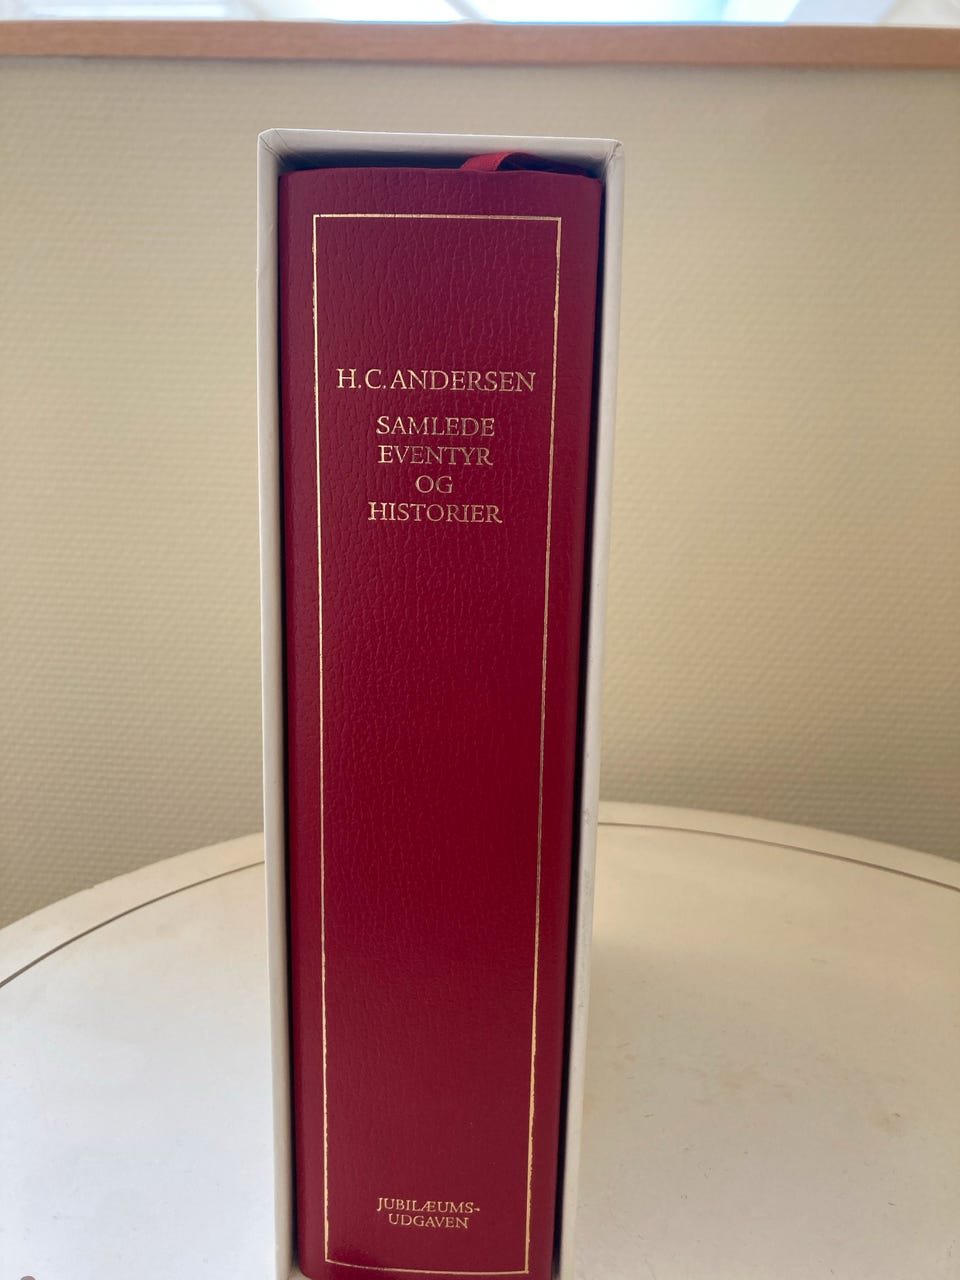 H.C. ANDERSEN
SAMLEDE
EVENTYR
OG
HISTORIER
JUBILÆUMS-
UDGAVEN